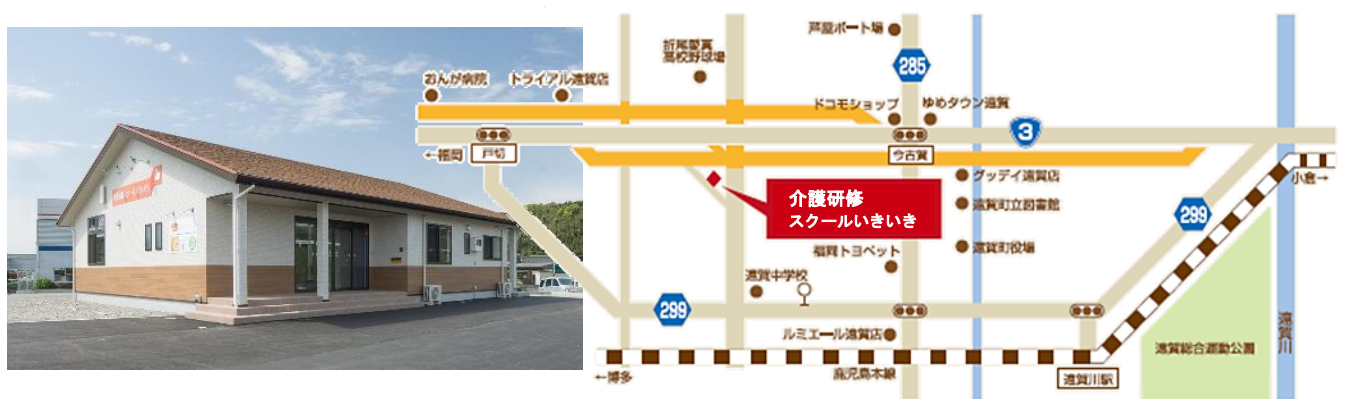 芦屋ボート場
折尾愛真
高校野球場
285
おんが病院
トライアル遠賀店
ドコモショップ
ゆめタウン遠賀
3
←福岡
戸切
今古賀
小倉→
グッデイ遠賀店
介護研修
スクールいきいき
遠賀町立図書館
299
遠賀町役場
福岡トヨペット
遠賀中学校
299
ルミエール遠賀店
遠賀川
遠賀総合運動公園
←博多
鹿児島本線
遠賀川駅